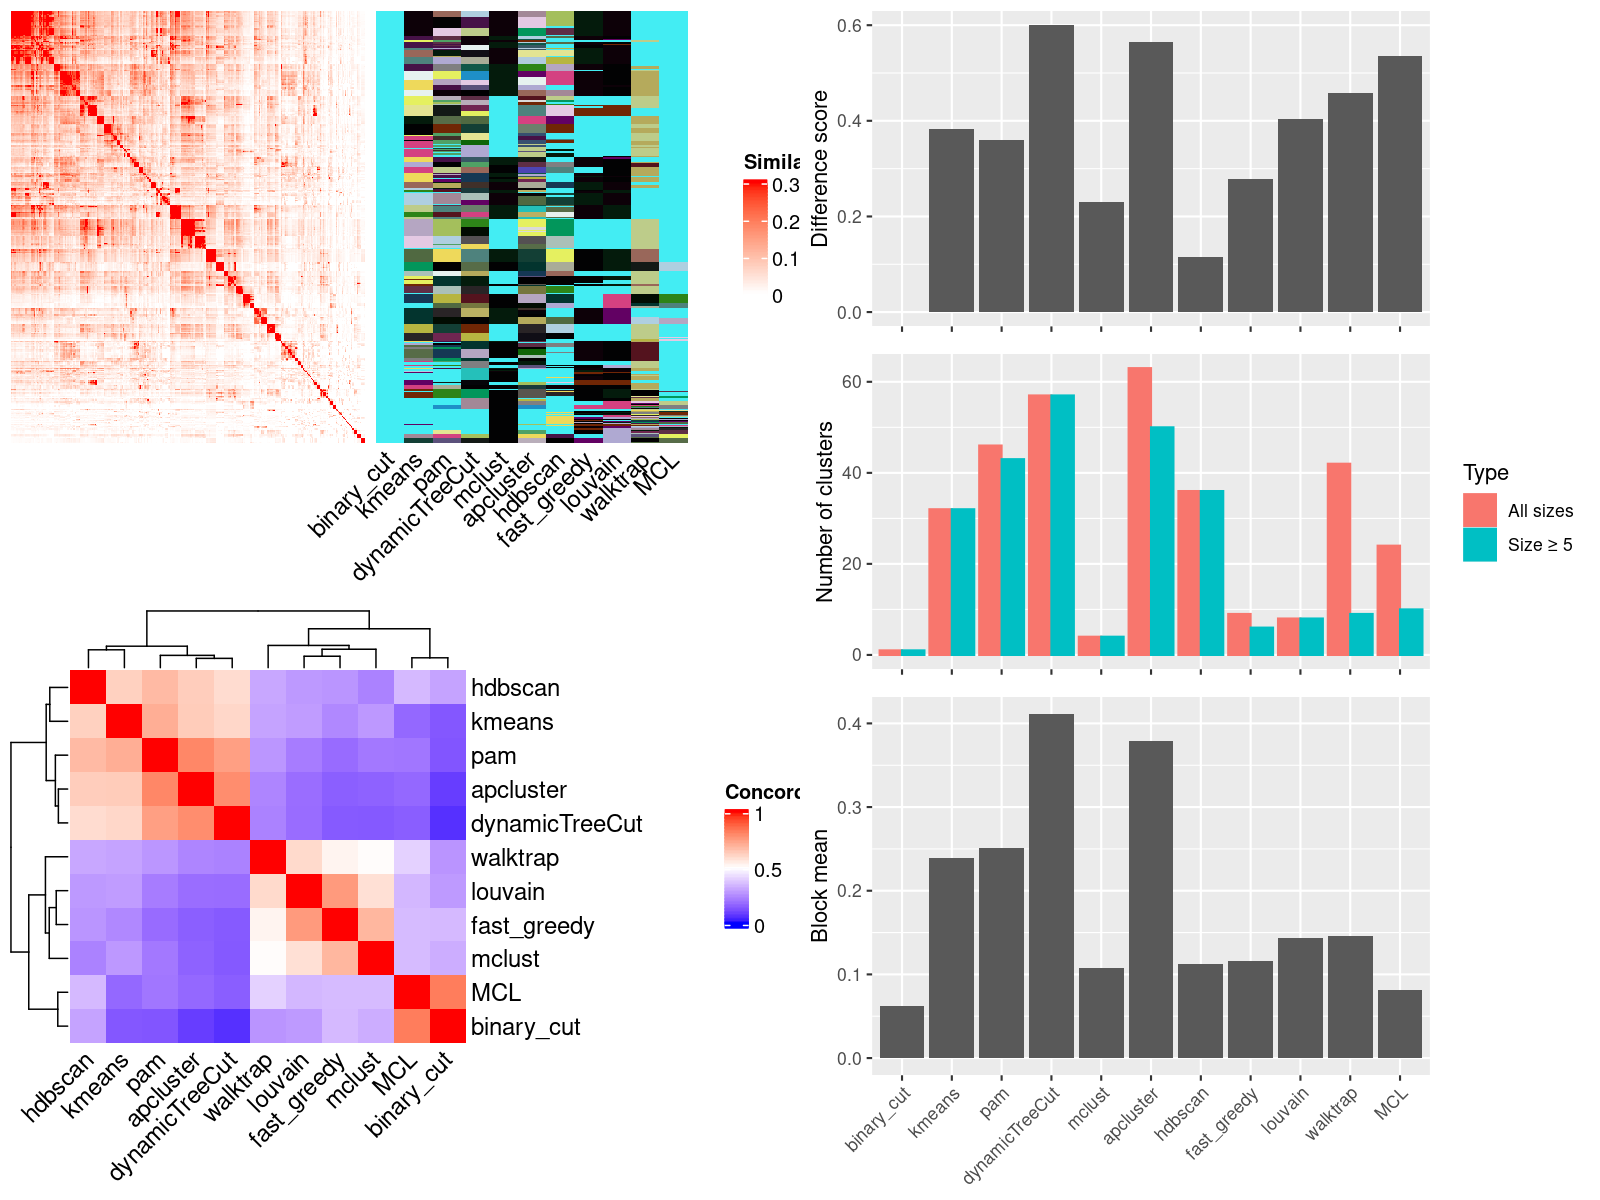 Simila
0.3
0.2
0.1
0
binary_cut
kmeans
pam
dynamicTreeCut
mclust
apcluster
hdbscan
fast_greedy
louvain
walktrap
MCL
Difference score
0.6
0.4
0.2
0.0
Number of clusters
60
40
20
0
Type
All sizes
Size ≥ 5
Block mean
0.4
0.3
0.2
0.1
0.0
binary_cut
kmeans
pam
dynamicTreeCut
mclust
apcluster
hdbscan
fast_greedy
louvain
walktrap
MCL
hdbscan
kmeans
pam
apcluster
dynamicTreeCut
walktrap
louvain
fast_greedy
mclust
MCL
binary_cut
hdbscan
kmeans
pam
apcluster
dynamicTreeCut
walktrap
louvain
fast_greedy
mclust
MCL
binary_cut
Concord
1
0.5
0